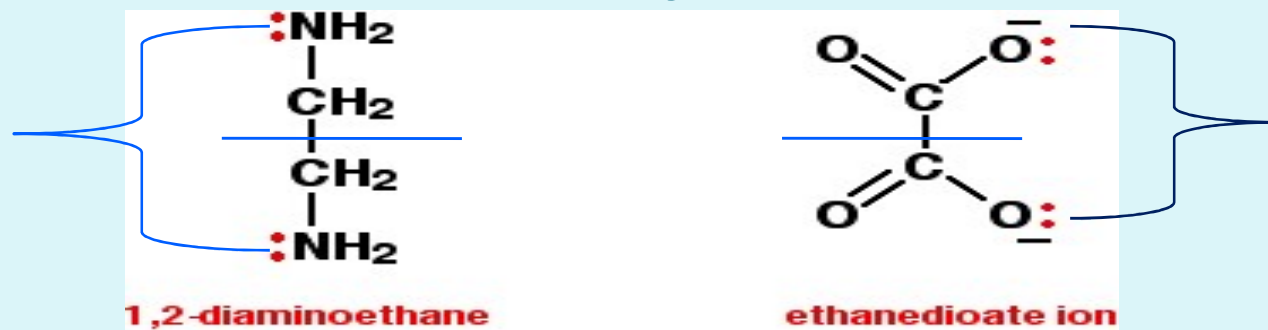 :NH2
CH2
CH2
:NH2
1,2-diaminoethane
O O:
C
C
O O:
ethanedioate ion